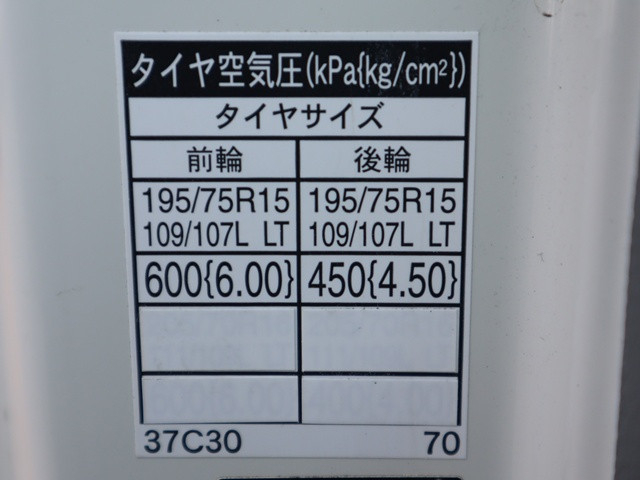 タイヤ空気圧(kPa{kg/cm²})
タイヤサイズ
前輪 後輪
195/75R15 195/75R15
109/107L LT 109/107L LT
600{6.00} 450{4.50}
37C30 70